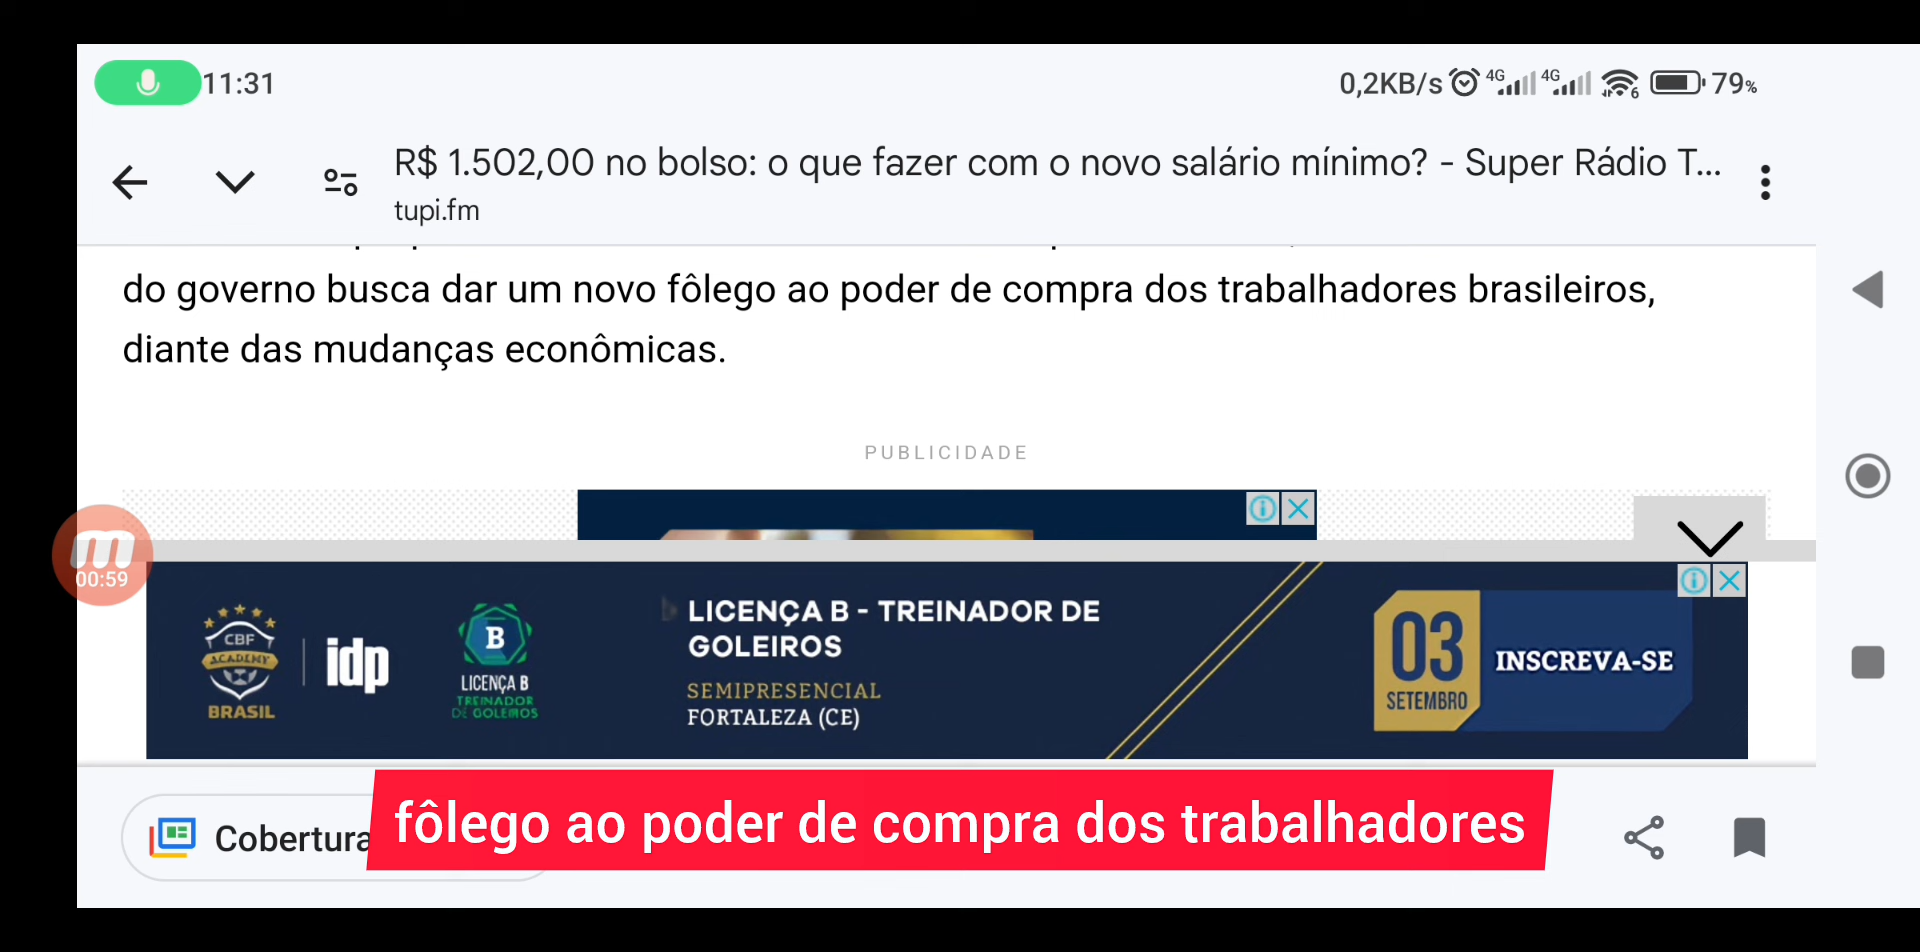 11:31
0,2KB/s 4G 4G 6 79%
R$ 1.502,00 no bolso: o que fazer com o novo salário mínimo? - Super Rádio T...
tupi.fm
do governo busca dar um novo fôlego ao poder de compra dos trabalhadores brasileiros,
diante das mudanças econômicas.
PUBLICIDADE
00:59
CBF
ACADEMY
BRASIL
idp
B
LICENÇA B
TREINADOR
DE GOLEIROS
LICENÇA B - TREINADOR DE
GOLEIROS
SEMIPRESENCIAL
FORTALEZA (CE)
03
SETEMBRO
INSCREVA-SE
Cobertura
fôlego ao poder de compra dos trabalhadores